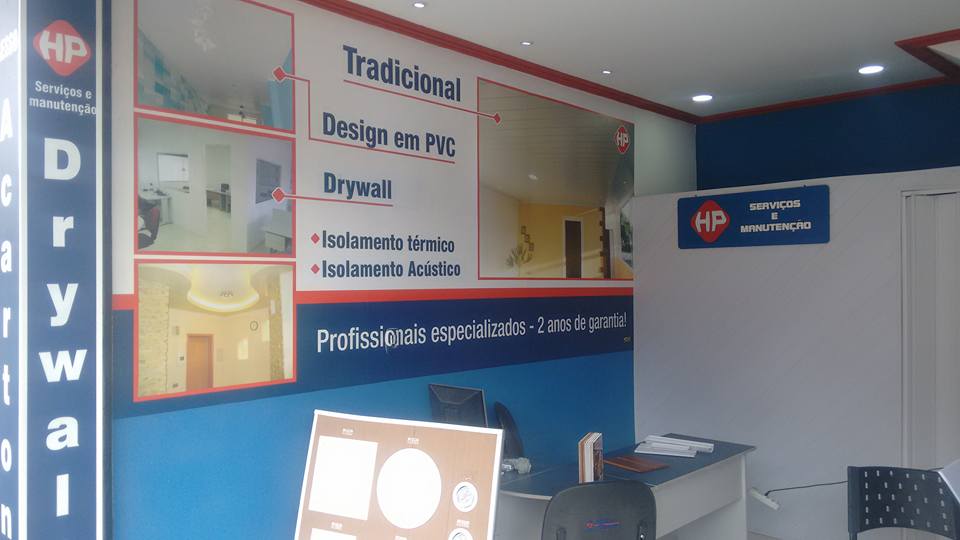 HP
Serviços e
manutenção
Drywall
Acarton
Tradicional
Design em PVC
Drywall
Isolamento térmico
Isolamento Acústico
HP
Profissionais especializados - 2 anos de garantia!
HP
SERVIÇOS
E
MANUTENÇÃO